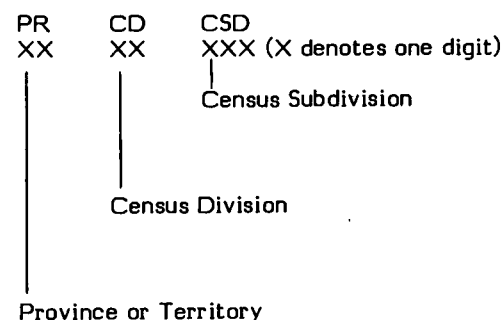 PR CD CSD
XX XX XXX (X denotes one digit)
Census Subdivision
Census Division
Province or Territory